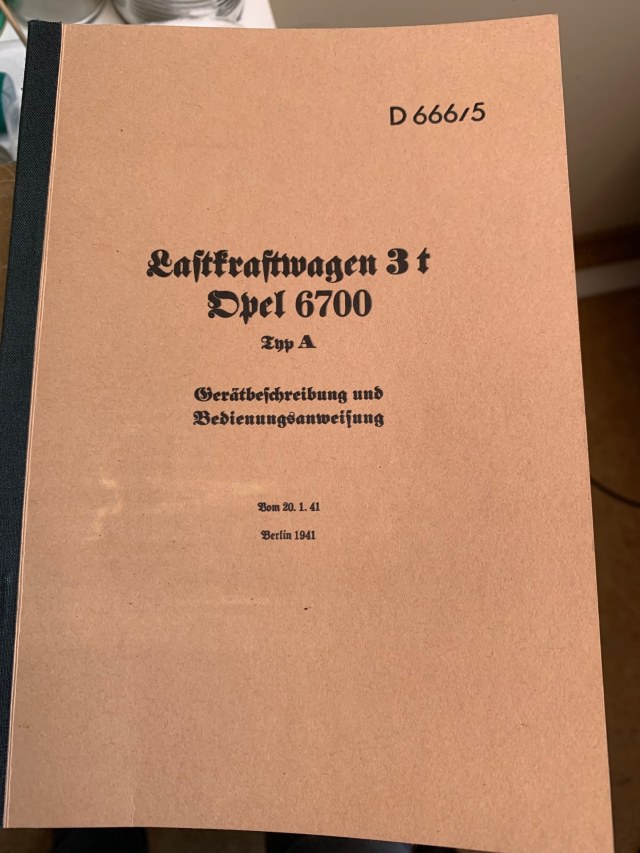 D 666/5
Laſtkraftwagen 3 t
Opel 6700
Typ A
Gerätbeſchreibung und
Bedienungsanweiſung
Vom 20. 1. 41
Berlin 1941